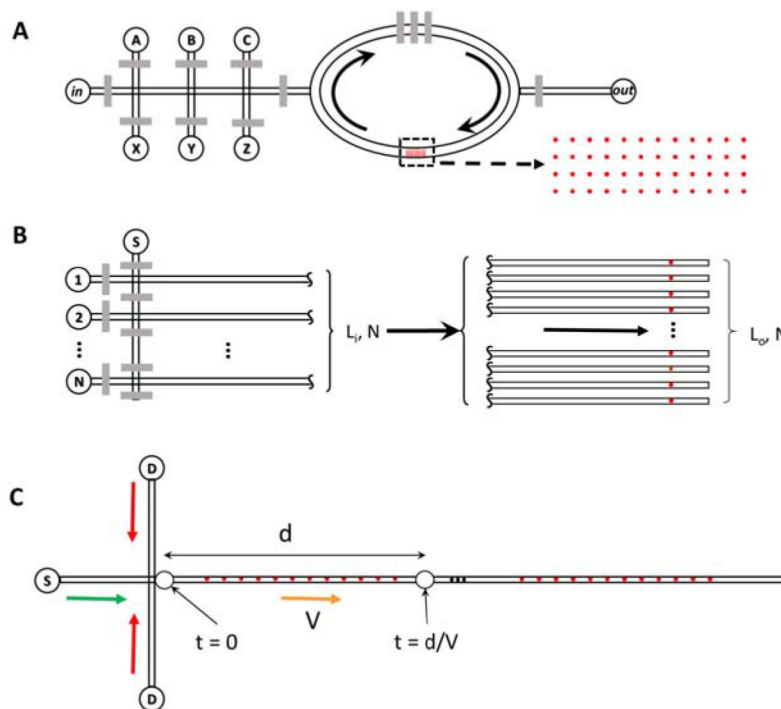 A
A B C
in out
X Y Z
B
S
1
2
N
Lᵢ, N
Lₒ, N
C
D
d
S
V
t = 0
t = d/V
D